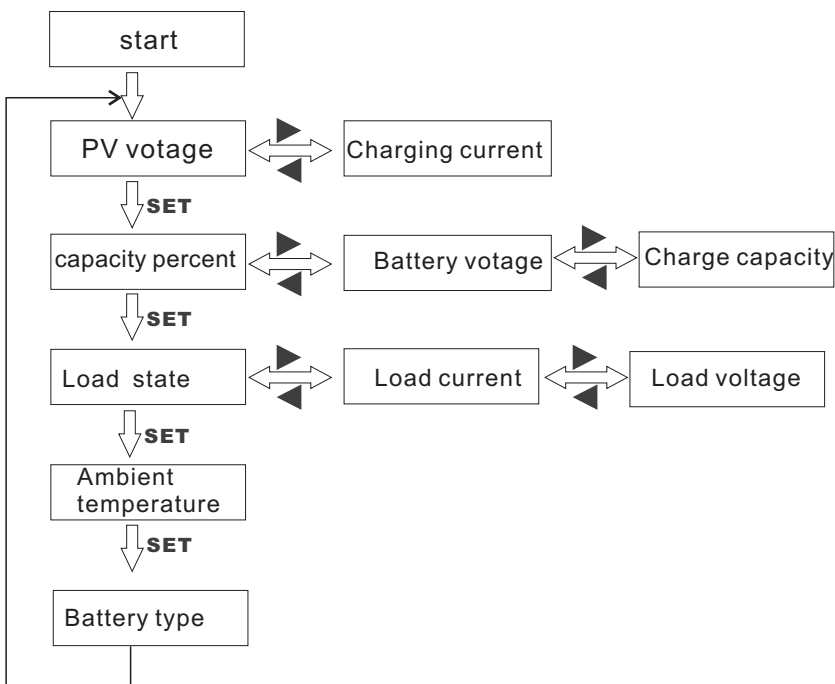 start
PV votage
Charging current
SET
capacity percent
Battery votage
Charge capacity
SET
Load state
Load current
Load voltage
SET
Ambient
temperature
SET
Battery type